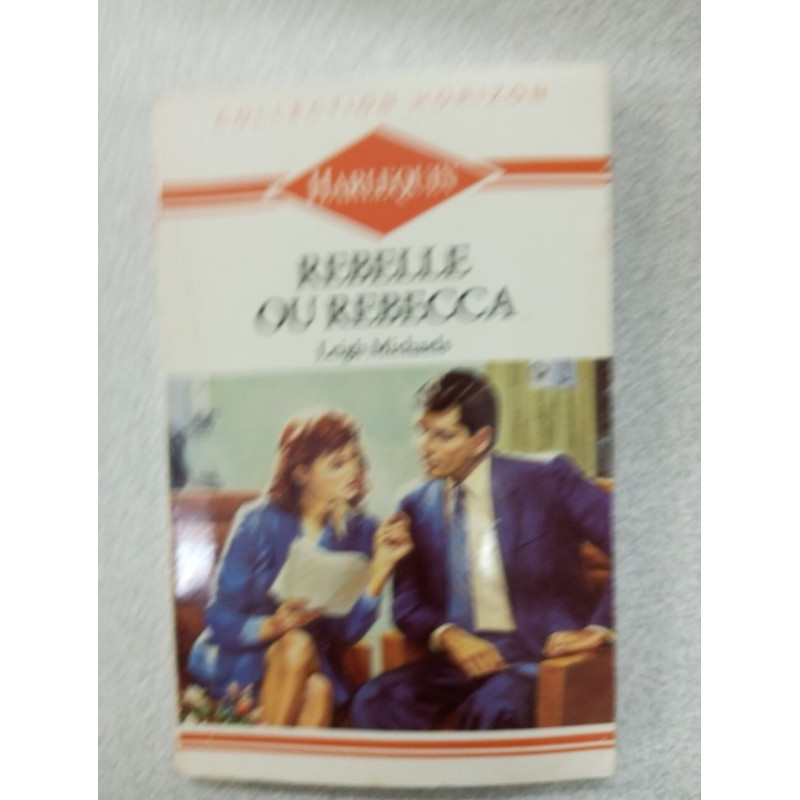 COLLECTION HORIZON
HARLEQUIN
REBELLE
OU REBECCA
Leigh Michaels